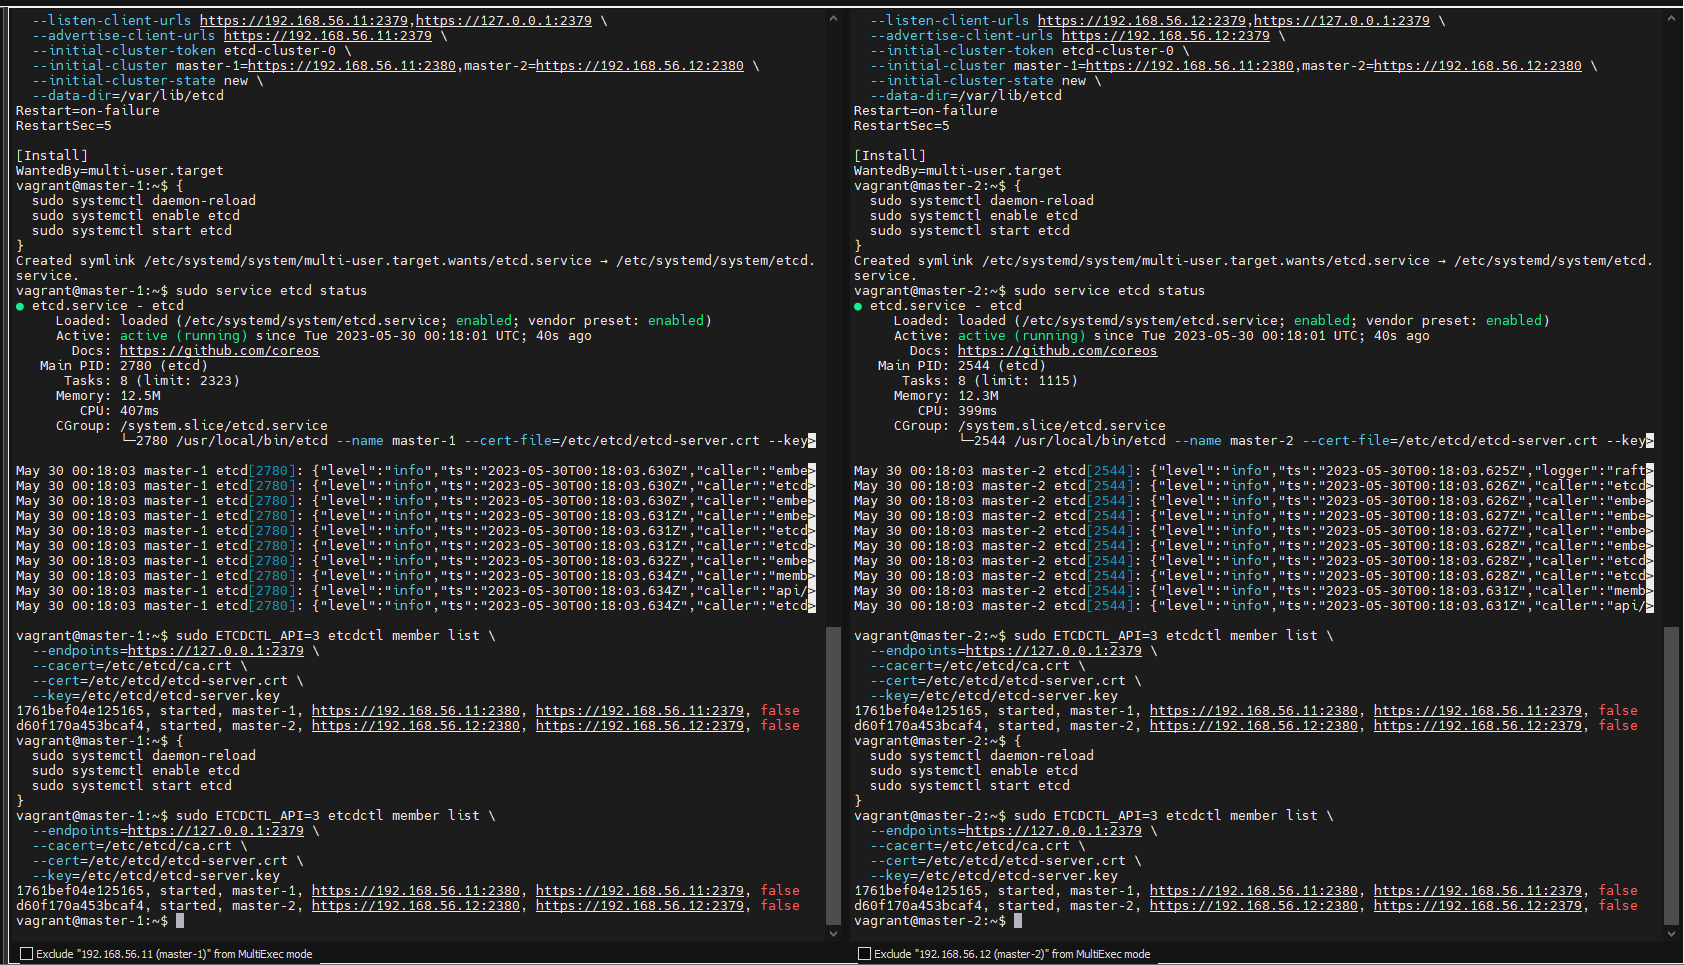 --listen-client-urls https://192.168.56.11:2379,https://127.0.0.1:2379 \
--advertise-client-urls https://192.168.56.11:2379 \
--initial-cluster-token etcd-cluster-0 \
--initial-cluster master-1=https://192.168.56.11:2380,master-2=https://192.168.56.12:2380 \
--initial-cluster-state new \
--data-dir=/var/lib/etcd
Restart=on-failure
RestartSec=5
[Install]
WantedBy=multi-user.target
vagrant@master-1:~$ {
sudo systemctl daemon-reload
sudo systemctl enable etcd
sudo systemctl start etcd
}
Created symlink /etc/systemd/system/multi-user.target.wants/etcd.service → /etc/systemd/system/etcd.
service.
vagrant@master-1:~$ sudo service etcd status
● etcd.service - etcd
Loaded: loaded (/etc/systemd/system/etcd.service; enabled; vendor preset: enabled)
Active: active (running) since Tue 2023-05-30 00:18:01 UTC; 40s ago
Docs: https://github.com/coreos
Main PID: 2780 (etcd)
Tasks: 8 (limit: 2323)
Memory: 12.5M
CPU: 407ms
CGroup: /system.slice/etcd.service
└─2780 /usr/local/bin/etcd --name master-1 --cert-file=/etc/etcd/etcd-server.crt --key>
May 30 00:18:03 master-1 etcd[2780]: {"level":"info","ts":"2023-05-30T00:18:03.630Z","caller":"embe>
May 30 00:18:03 master-1 etcd[2780]: {"level":"info","ts":"2023-05-30T00:18:03.630Z","caller":"etcd>
May 30 00:18:03 master-1 etcd[2780]: {"level":"info","ts":"2023-05-30T00:18:03.630Z","caller":"embe>
May 30 00:18:03 master-1 etcd[2780]: {"level":"info","ts":"2023-05-30T00:18:03.631Z","caller":"embe>
May 30 00:18:03 master-1 etcd[2780]: {"level":"info","ts":"2023-05-30T00:18:03.631Z","caller":"etcd>
May 30 00:18:03 master-1 etcd[2780]: {"level":"info","ts":"2023-05-30T00:18:03.631Z","caller":"etcd>
May 30 00:18:03 master-1 etcd[2780]: {"level":"info","ts":"2023-05-30T00:18:03.632Z","caller":"embe>
May 30 00:18:03 master-1 etcd[2780]: {"level":"info","ts":"2023-05-30T00:18:03.634Z","caller":"memb>
May 30 00:18:03 master-1 etcd[2780]: {"level":"info","ts":"2023-05-30T00:18:03.634Z","caller":"api/>
May 30 00:18:03 master-1 etcd[2780]: {"level":"info","ts":"2023-05-30T00:18:03.634Z","caller":"etcd>
vagrant@master-1:~$ sudo ETCDCTL_API=3 etcdctl member list \
--endpoints=https://127.0.0.1:2379 \
--cacert=/etc/etcd/ca.crt \
--cert=/etc/etcd/etcd-server.crt \
--key=/etc/etcd/etcd-server.key
1761bef04e125165, started, master-1, https://192.168.56.11:2380, https://192.168.56.11:2379, false
d60f170a453bcaf4, started, master-2, https://192.168.56.12:2380, https://192.168.56.12:2379, false
vagrant@master-1:~$ {
sudo systemctl daemon-reload
sudo systemctl enable etcd
sudo systemctl start etcd
}
vagrant@master-1:~$ sudo ETCDCTL_API=3 etcdctl member list \
--endpoints=https://127.0.0.1:2379 \
--cacert=/etc/etcd/ca.crt \
--cert=/etc/etcd/etcd-server.crt \
--key=/etc/etcd/etcd-server.key
1761bef04e125165, started, master-1, https://192.168.56.11:2380, https://192.168.56.11:2379, false
d60f170a453bcaf4, started, master-2, https://192.168.56.12:2380, https://192.168.56.12:2379, false
vagrant@master-1:~$
Exclude "192.168.56.11 (master-1)" from MultiExec mode
--listen-client-urls https://192.168.56.12:2379,https://127.0.0.1:2379 \
--advertise-client-urls https://192.168.56.12:2379 \
--initial-cluster-token etcd-cluster-0 \
--initial-cluster master-1=https://192.168.56.11:2380,master-2=https://192.168.56.12:2380 \
--initial-cluster-state new \
--data-dir=/var/lib/etcd
Restart=on-failure
RestartSec=5
[Install]
WantedBy=multi-user.target
vagrant@master-2:~$ {
sudo systemctl daemon-reload
sudo systemctl enable etcd
sudo systemctl start etcd
}
Created symlink /etc/systemd/system/multi-user.target.wants/etcd.service → /etc/systemd/system/etcd.
service.
vagrant@master-2:~$ sudo service etcd status
● etcd.service - etcd
Loaded: loaded (/etc/systemd/system/etcd.service; enabled; vendor preset: enabled)
Active: active (running) since Tue 2023-05-30 00:18:01 UTC; 40s ago
Docs: https://github.com/coreos
Main PID: 2544 (etcd)
Tasks: 8 (limit: 1115)
Memory: 12.3M
CPU: 399ms
CGroup: /system.slice/etcd.service
└─2544 /usr/local/bin/etcd --name master-2 --cert-file=/etc/etcd/etcd-server.crt --key>
May 30 00:18:03 master-2 etcd[2544]: {"level":"info","ts":"2023-05-30T00:18:03.625Z","logger":"raft>
May 30 00:18:03 master-2 etcd[2544]: {"level":"info","ts":"2023-05-30T00:18:03.626Z","caller":"etcd>
May 30 00:18:03 master-2 etcd[2544]: {"level":"info","ts":"2023-05-30T00:18:03.626Z","caller":"embe>
May 30 00:18:03 master-2 etcd[2544]: {"level":"info","ts":"2023-05-30T00:18:03.627Z","caller":"embe>
May 30 00:18:03 master-2 etcd[2544]: {"level":"info","ts":"2023-05-30T00:18:03.627Z","caller":"embe>
May 30 00:18:03 master-2 etcd[2544]: {"level":"info","ts":"2023-05-30T00:18:03.628Z","caller":"embe>
May 30 00:18:03 master-2 etcd[2544]: {"level":"info","ts":"2023-05-30T00:18:03.628Z","caller":"etcd>
May 30 00:18:03 master-2 etcd[2544]: {"level":"info","ts":"2023-05-30T00:18:03.628Z","caller":"etcd>
May 30 00:18:03 master-2 etcd[2544]: {"level":"info","ts":"2023-05-30T00:18:03.631Z","caller":"memb>
May 30 00:18:03 master-2 etcd[2544]: {"level":"info","ts":"2023-05-30T00:18:03.631Z","caller":"api/>
vagrant@master-2:~$ sudo ETCDCTL_API=3 etcdctl member list \
--endpoints=https://127.0.0.1:2379 \
--cacert=/etc/etcd/ca.crt \
--cert=/etc/etcd/etcd-server.crt \
--key=/etc/etcd/etcd-server.key
1761bef04e125165, started, master-1, https://192.168.56.11:2380, https://192.168.56.11:2379, false
d60f170a453bcaf4, started, master-2, https://192.168.56.12:2380, https://192.168.56.12:2379, false
vagrant@master-2:~$ {
sudo systemctl daemon-reload
sudo systemctl enable etcd
sudo systemctl start etcd
}
vagrant@master-2:~$ sudo ETCDCTL_API=3 etcdctl member list \
--endpoints=https://127.0.0.1:2379 \
--cacert=/etc/etcd/ca.crt \
--cert=/etc/etcd/etcd-server.crt \
--key=/etc/etcd/etcd-server.key
1761bef04e125165, started, master-1, https://192.168.56.11:2380, https://192.168.56.11:2379, false
d60f170a453bcaf4, started, master-2, https://192.168.56.12:2380, https://192.168.56.12:2379, false
vagrant@master-2:~$
Exclude "192.168.56.12 (master-2)" from MultiExec mode